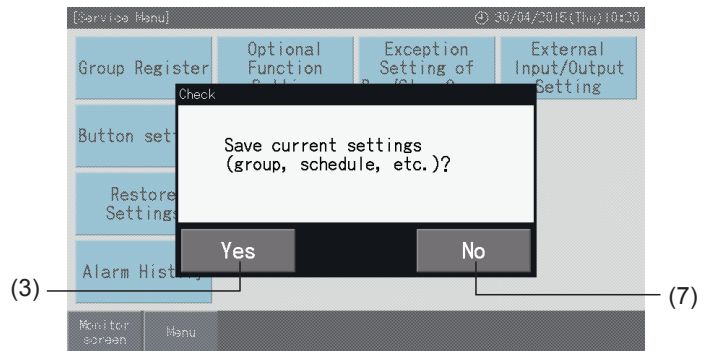 [Service Menu]
30/04/2015(Thu)10:20
Group Register
Optional
Function
Exception
Setting of
External
Input/Output
Setting
Check
Button set
Save current settings
(group, schedule, etc.)?
Restore
Settings
Yes
No
Alarm History
(3)
(7)
Monitor
screen
Menu